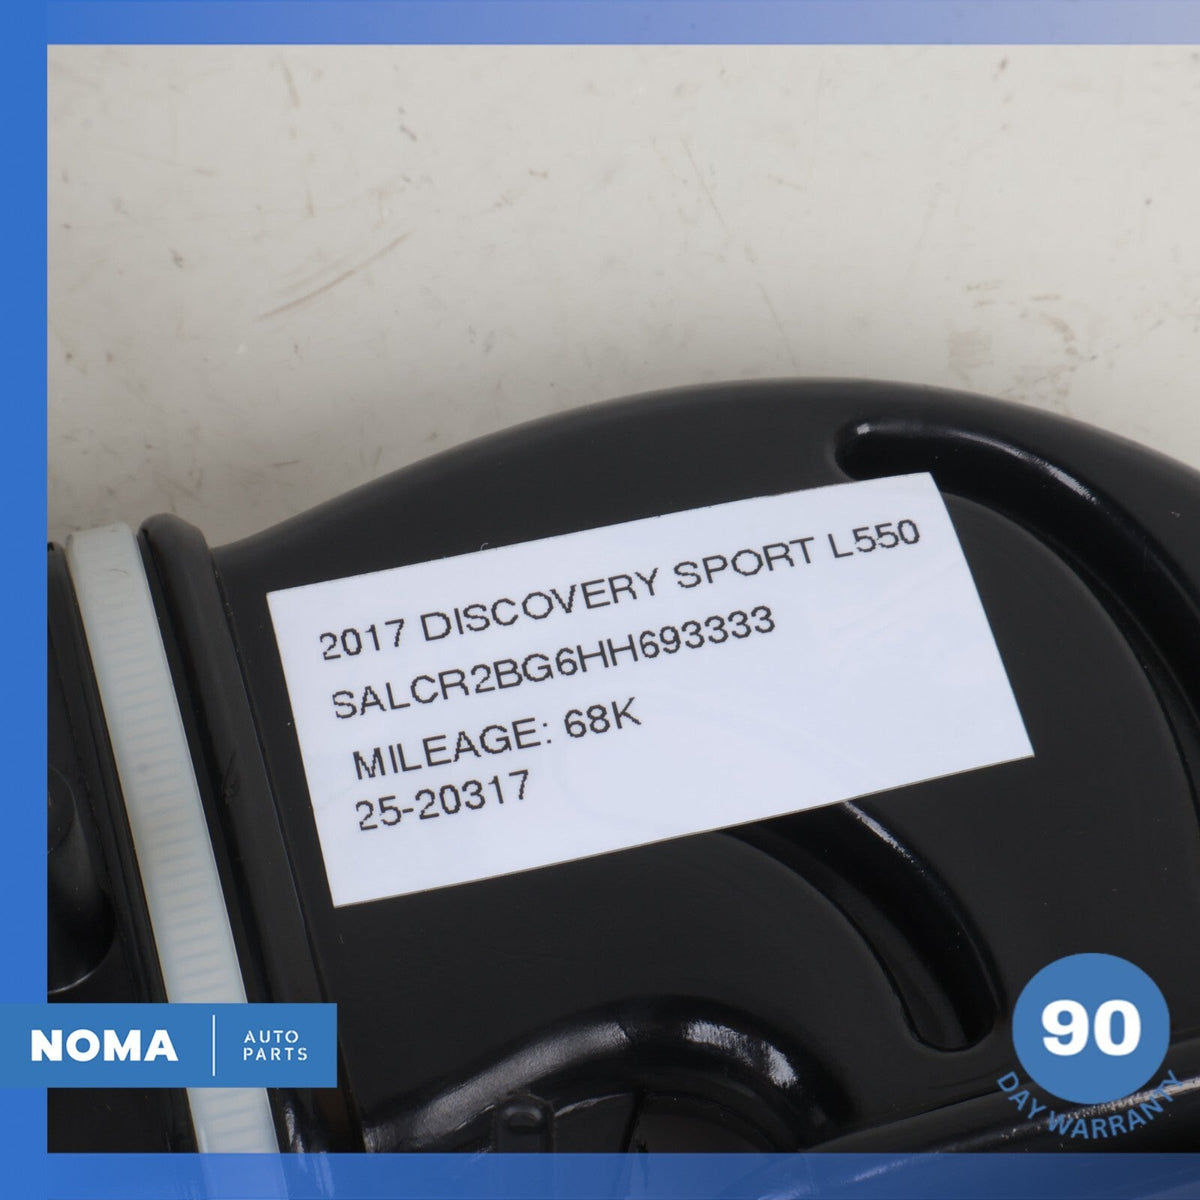 2017 DISCOVERY SPORT L550
SALCR2BG6HH693333
MILEAGE: 68K
25-20317
NOMA
AUTO
PARTS
90
DAY WARRANTY